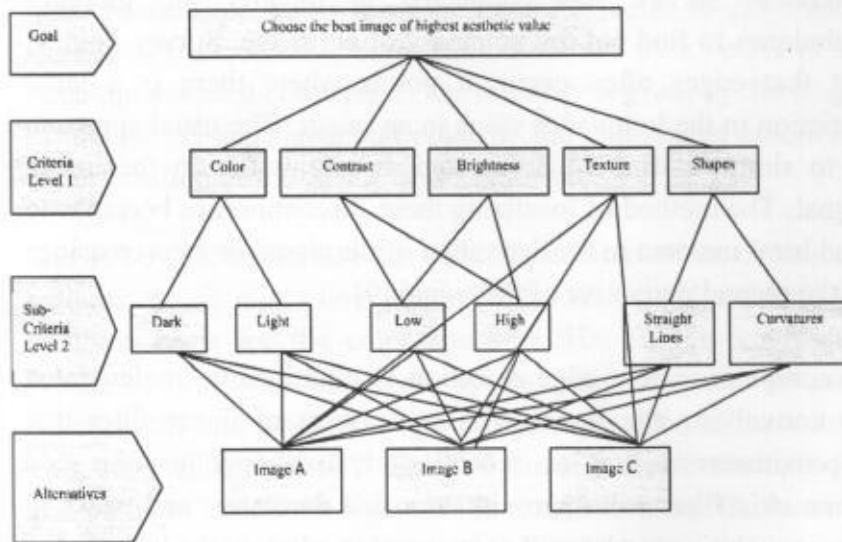 Goal
Choose the best image of highest aesthetic value
Criteria
Level 1
Color
Contrast
Brightness
Texture
Shapes
Sub-
Criteria
Level 2
Dark
Light
Low
High
Straight
Lines
Curvatures
Alternatives
Image A
Image B
Image C